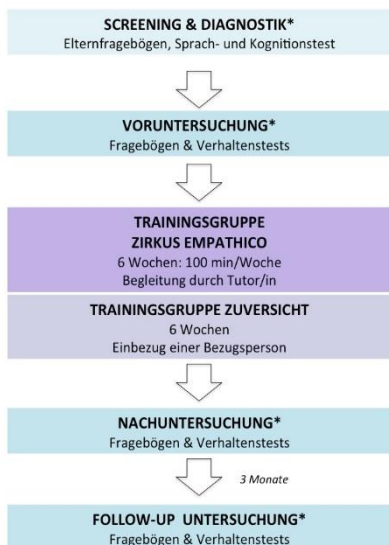 SCREENING & DIAGNOSTIK*
Elternfragebögen, Sprach- und Kognitionstest
VORUNTERSUCHUNG*
Fragebögen & Verhaltenstests
TRAININGSGRUPPE
ZIRKUS EMPATHICO
6 Wochen: 100 min/Woche
Begleitung durch Tutor/in
TRAININGSGRUPPE ZUVERSICHT
6 Wochen
Einbezug einer Bezugsperson
NACHUNTERSUCHUNG*
Fragebögen & Verhaltenstests
3 Monate
FOLLOW-UP UNTERSUCHUNG*
Fragebögen & Verhaltenstests